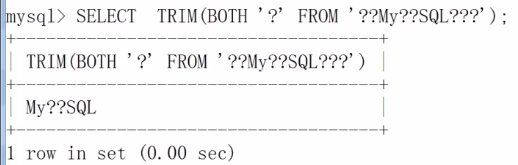 mysql> SELECT  TRIM(BOTH '?' FROM '??My??SQL???');
+-----------------------------------+
| TRIM(BOTH '?' FROM '??My??SQL???') |
+-----------------------------------+
| My??SQL                           |
+-----------------------------------+
1 row in set (0.00 sec)